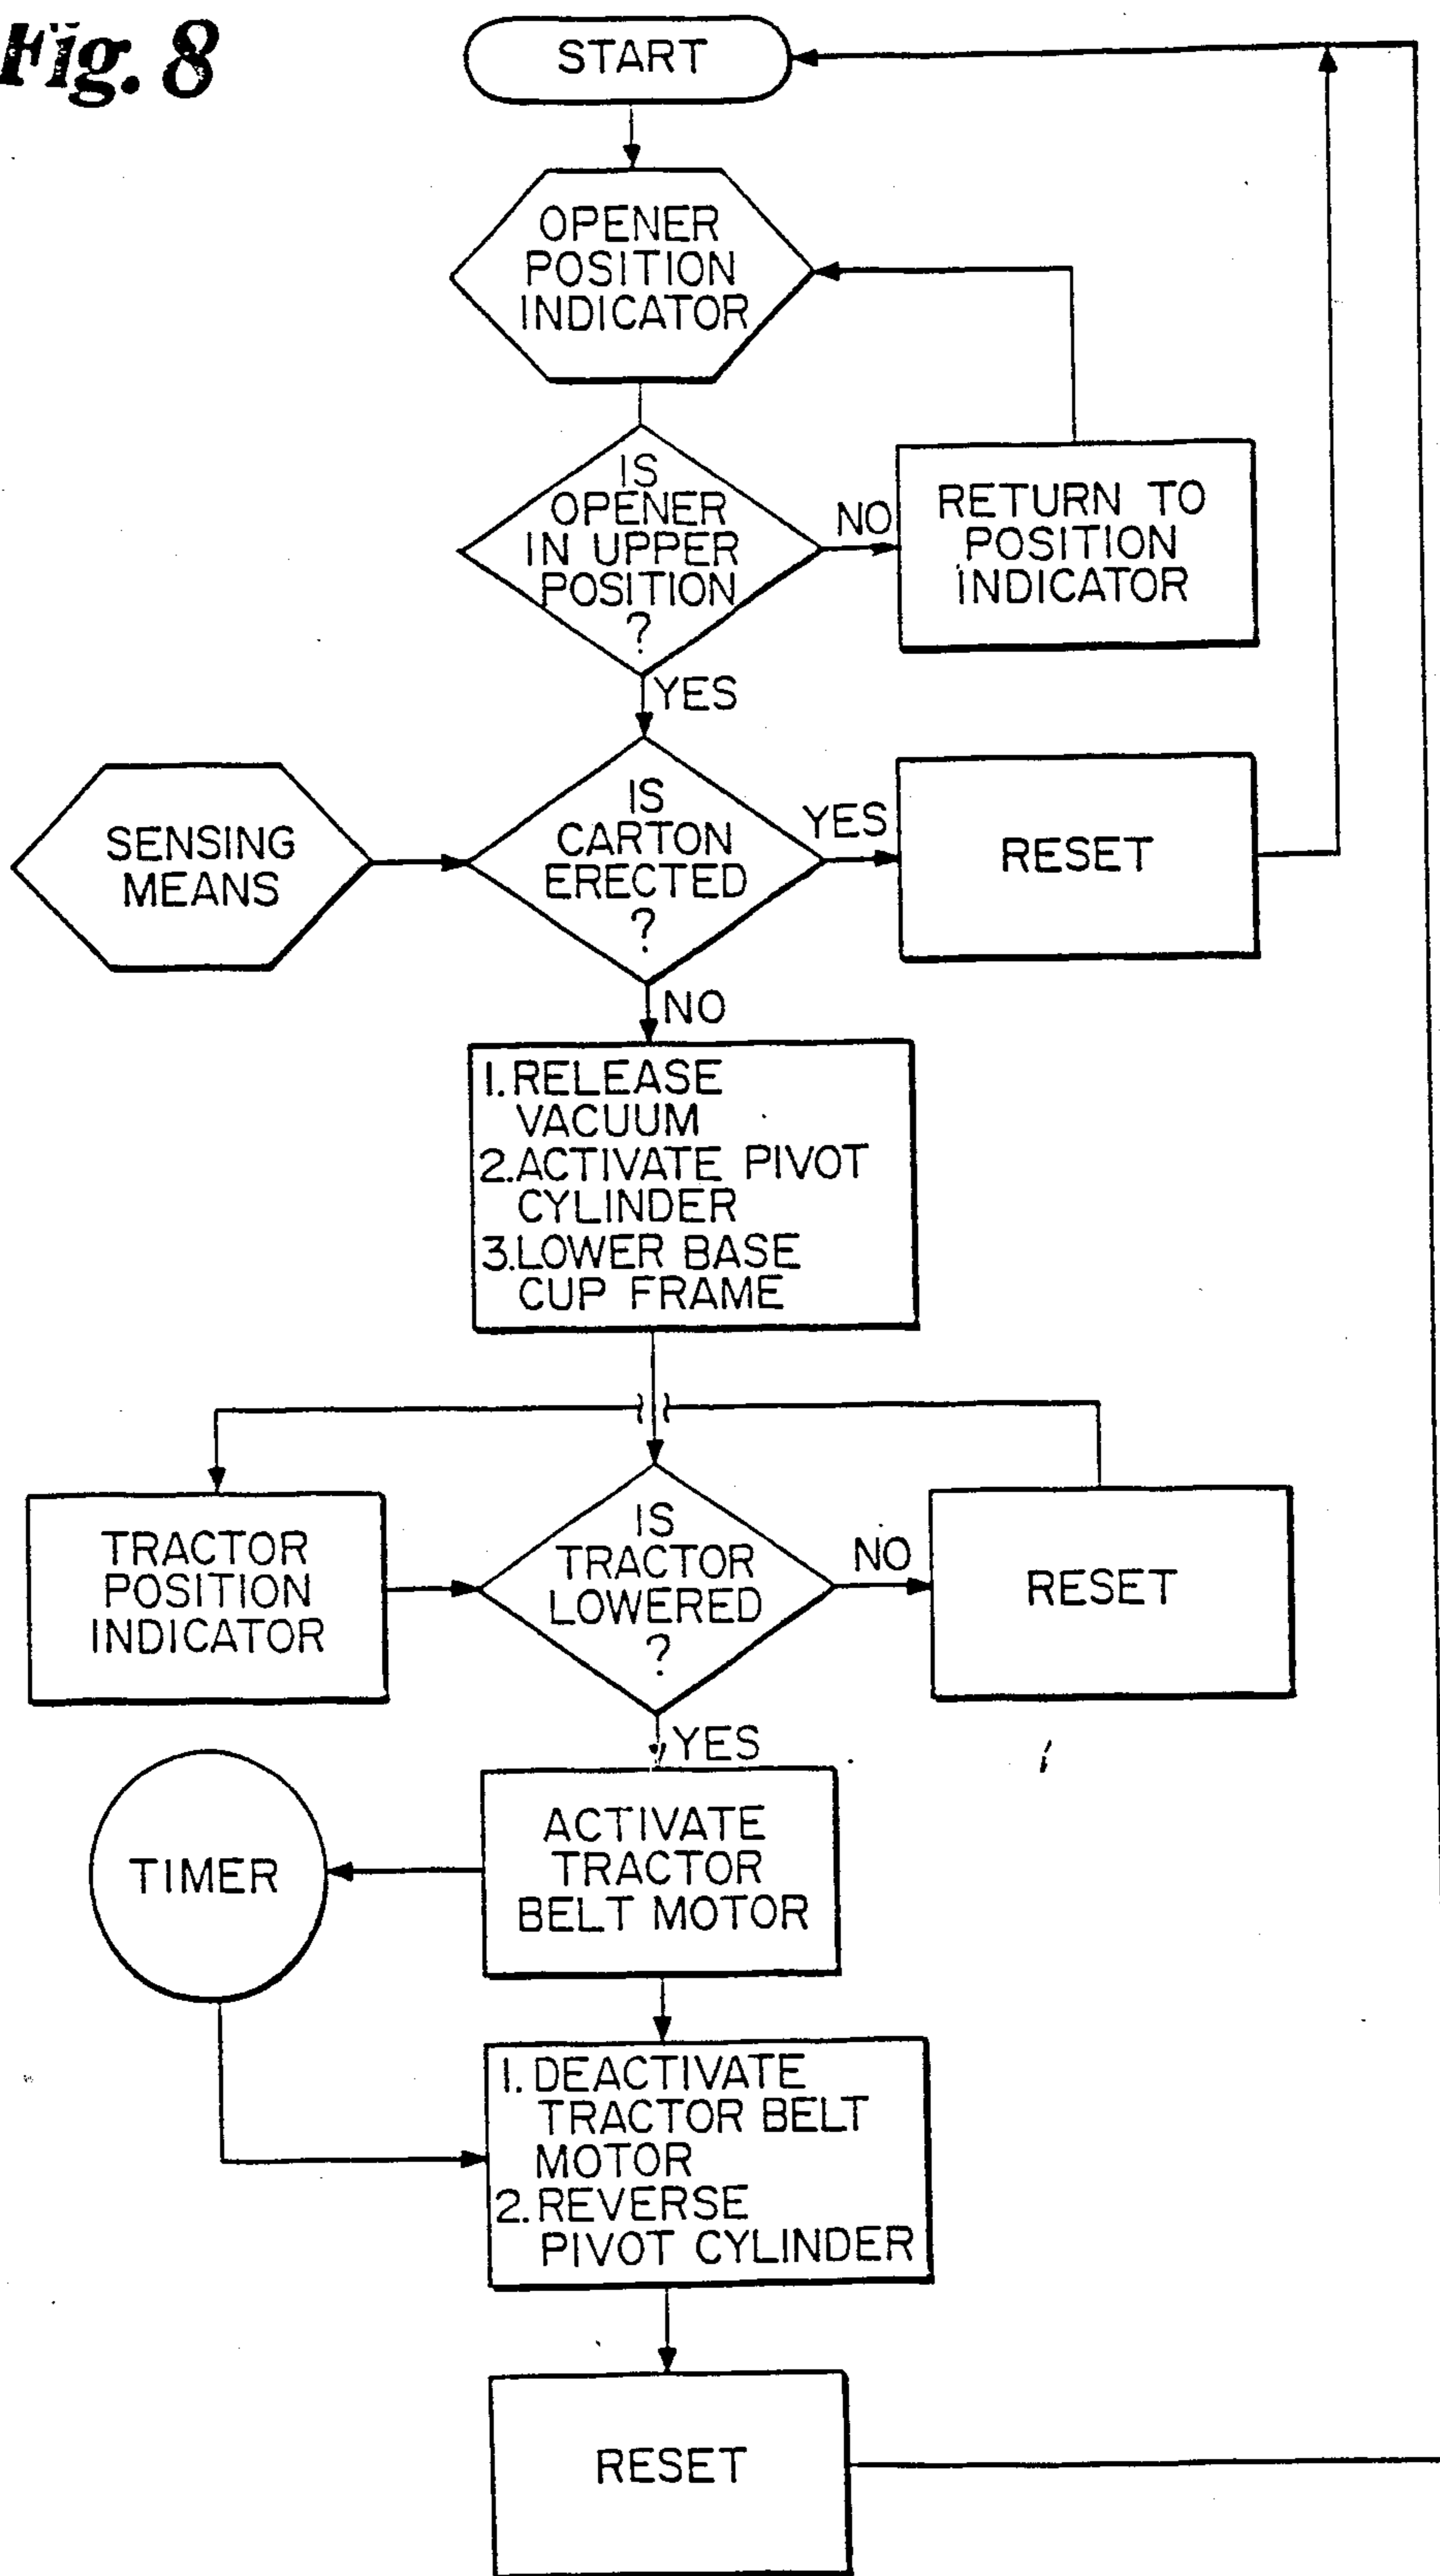 Fig. 8
START
OPENER
POSITION
INDICATOR
IS
OPENER
IN UPPER
POSITION
?
NO
RETURN TO
POSITION
INDICATOR
YES
SENSING
MEANS
IS
CARTON
ERECTED
?
YES
RESET
NO
1. RELEASE
VACUUM
2. ACTIVATE PIVOT
CYLINDER
3. LOWER BASE
CUP FRAME
TRACTOR
POSITION
INDICATOR
IS
TRACTOR
LOWERED
?
NO
RESET
YES
TIMER
ACTIVATE
TRACTOR
BELT MOTOR
1. DEACTIVATE
TRACTOR BELT
MOTOR
2. REVERSE
PIVOT CYLINDER
RESET